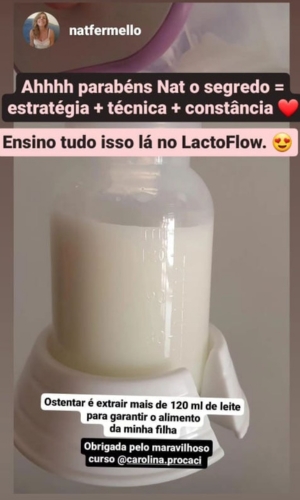 natfermello
Ahhhh parabéns Nat o segredo =
estratégia + técnica + constância ❤️
Ensino tudo isso lá no LactoFlow. 😍
Ostentar é extrair mais de 120 ml de leite
para garantir o alimento
da minha filha
Obrigada pelo maravilhoso
curso @carolina.procaci